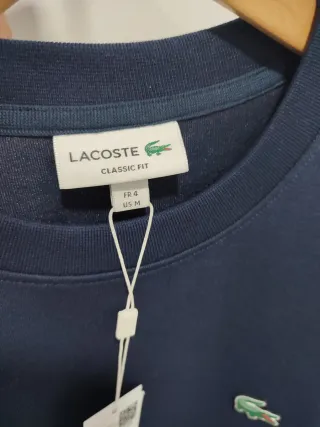 LACOSTE
CLASSIC FIT
FR 4
US M